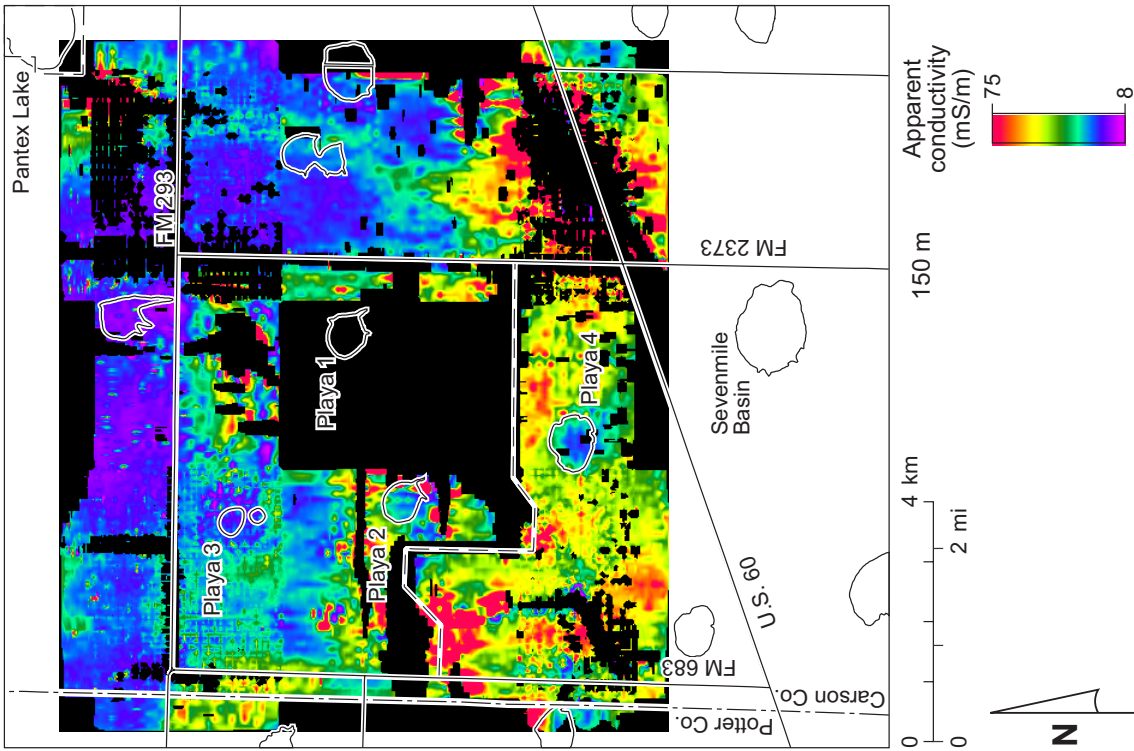 Pantex Lake
FM 293
Playa 1
Playa 3
Playa 2
Playa 4
FM 2373
Sevenmile
Basin
U.S. 60
FM 683
Carson Co.
Potter Co.
Apparent
conductivity
(mS/m)
75
8
150 m
0 4 km
0 2 mi
N